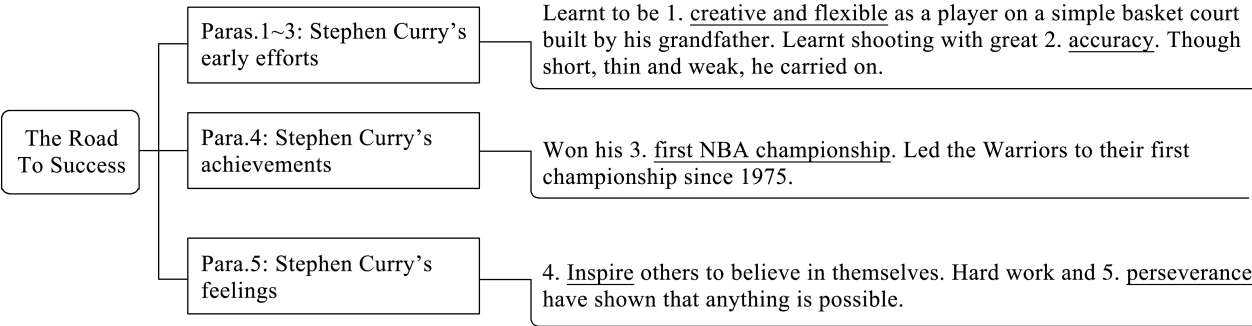 The Road
To Success
Paras.1~3: Stephen Curry's
early efforts
Learnt to be 1. creative and flexible as a player on a simple basket court
built by his grandfather. Learnt shooting with great 2. accuracy. Though
short, thin and weak, he carried on.
Para.4: Stephen Curry's
achievements
Won his 3. first NBA championship. Led the Warriors to their first
championship since 1975.
Para.5: Stephen Curry's
feelings
4. Inspire others to believe in themselves. Hard work and 5. perseverance
have shown that anything is possible.